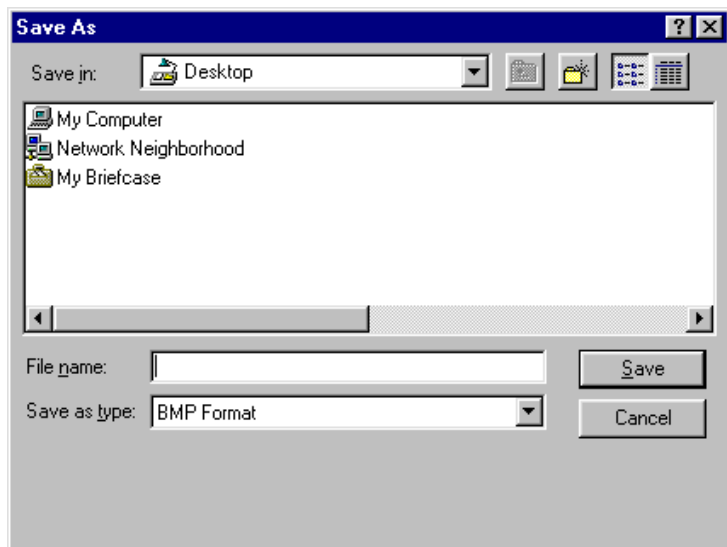 Save As
Save in: Desktop
My Computer
Network Neighborhood
My Briefcase
File name: Save
Save as type: BMP Format Cancel